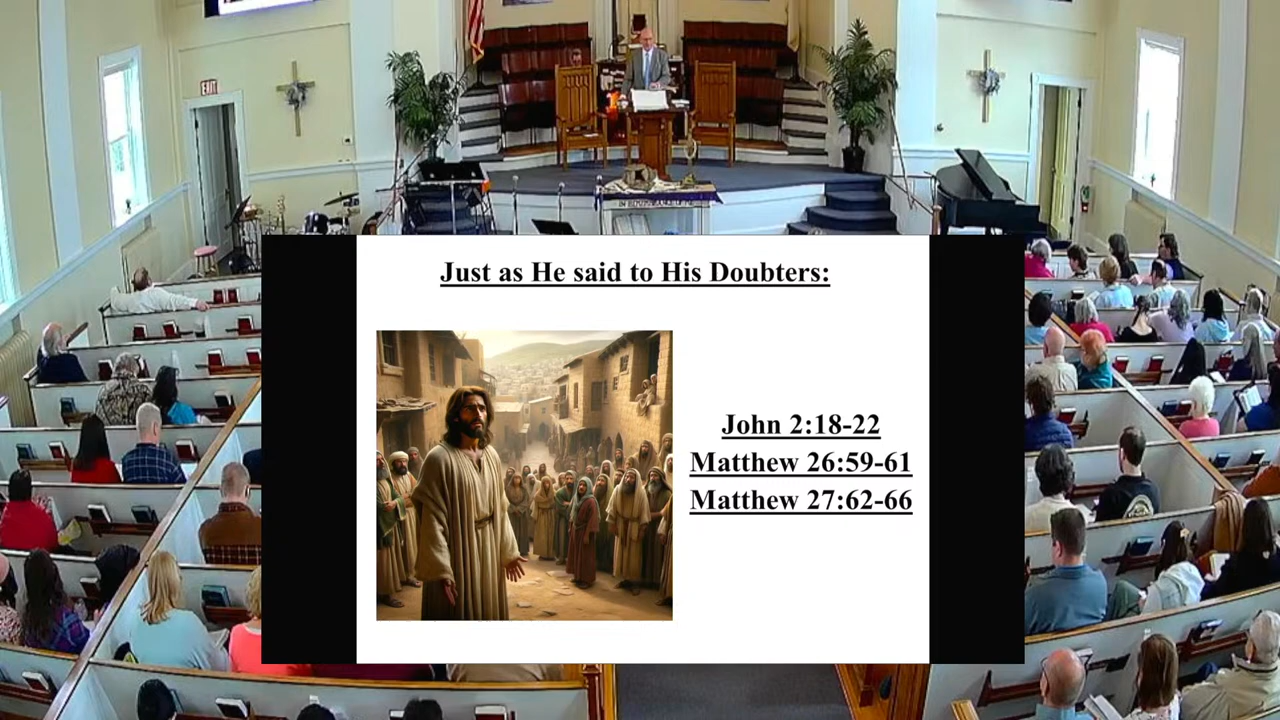 EXIT
Just as He said to His Doubters:
John 2:18-22
Matthew 26:59-61
Matthew 27:62-66